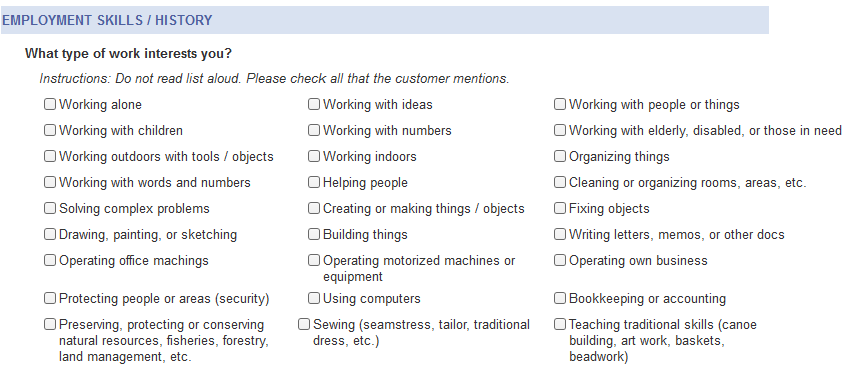 EMPLOYMENT SKILLS / HISTORY
What type of work interests you?
Instructions: Do not read list aloud. Please check all that the customer mentions.
Working alone
Working with ideas
Working with people or things
Working with children
Working with numbers
Working with elderly, disabled, or those in need
Working outdoors with tools / objects
Working indoors
Organizing things
Working with words and numbers
Helping people
Cleaning or organizing rooms, areas, etc.
Solving complex problems
Creating or making things / objects
Fixing objects
Drawing, painting, or sketching
Building things
Writing letters, memos, or other docs
Operating office machings
Operating motorized machines or
equipment
Operating own business
Protecting people or areas (security)
Using computers
Bookkeeping or accounting
Preserving, protecting or conserving
natural resources, fisheries, forestry,
land management, etc.
Sewing (seamstress, tailor, traditional
dress, etc.)
Teaching traditional skills (canoe
building, art work, baskets,
beadwork)